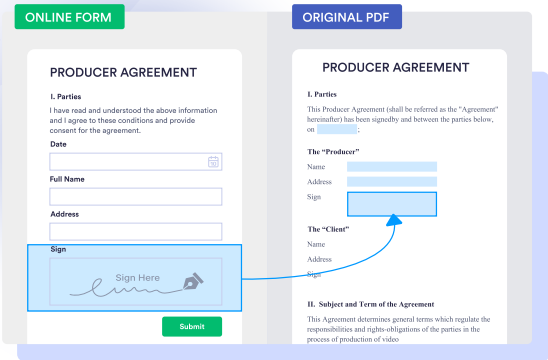 ONLINE FORM
PRODUCER AGREEMENT
I. Parties
I have read and understood the above information
and I agree to these conditions and provide
consent for the agreement.
Date
Full Name
Address
Sign
Sign Here
Submit
ORIGINAL PDF
PRODUCER AGREEMENT
I. Parties
This Producer Agreement (shall be referred as the "Agreement"
hereinafter) has been signedby and between the parties below,
on ;
The “Producer”
Name
Address
Sign
The “Client”
Name
Address
Sign
II. Subject and Term of the Agreement
This Agreement determines general terms which regulate the
responsibilities and rights-obligations of the parties in the
process of production of video